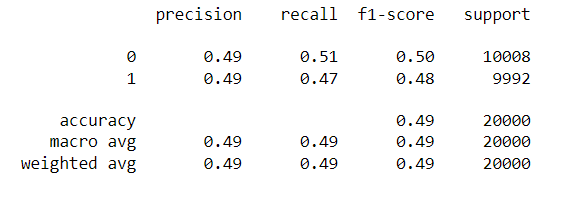 precision recall f1-score support
0 0.49 0.51 0.50 10008
1 0.49 0.47 0.48 9992
accuracy 0.49 20000
macro avg 0.49 0.49 0.49 20000
weighted avg 0.49 0.49 0.49 20000